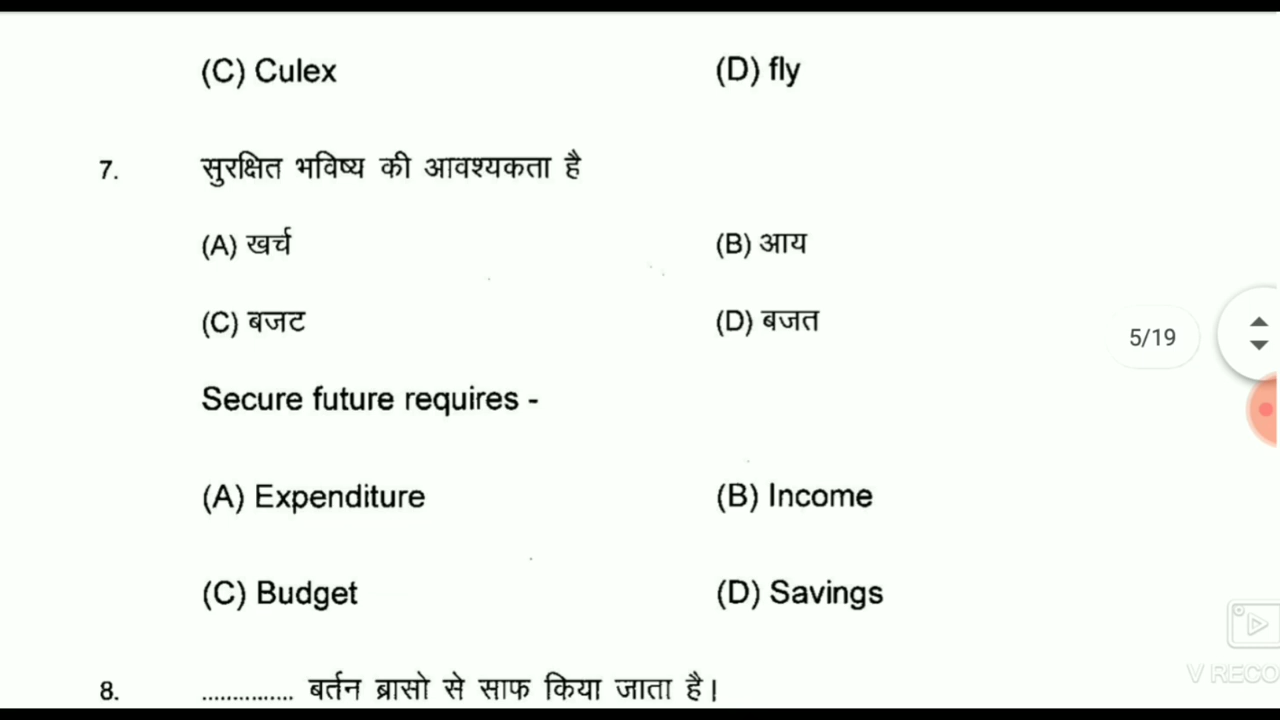 (C) Culex (D) fly
7. सुरक्षित भविष्य की आवश्यकता है
(A) खर्च (B) आय
(C) बजट (D) बजत
5/19
Secure future requires -
(A) Expenditure (B) Income
(C) Budget (D) Savings
V RECO
8. ............... बर्तन ब्रासो से साफ किया जाता है।